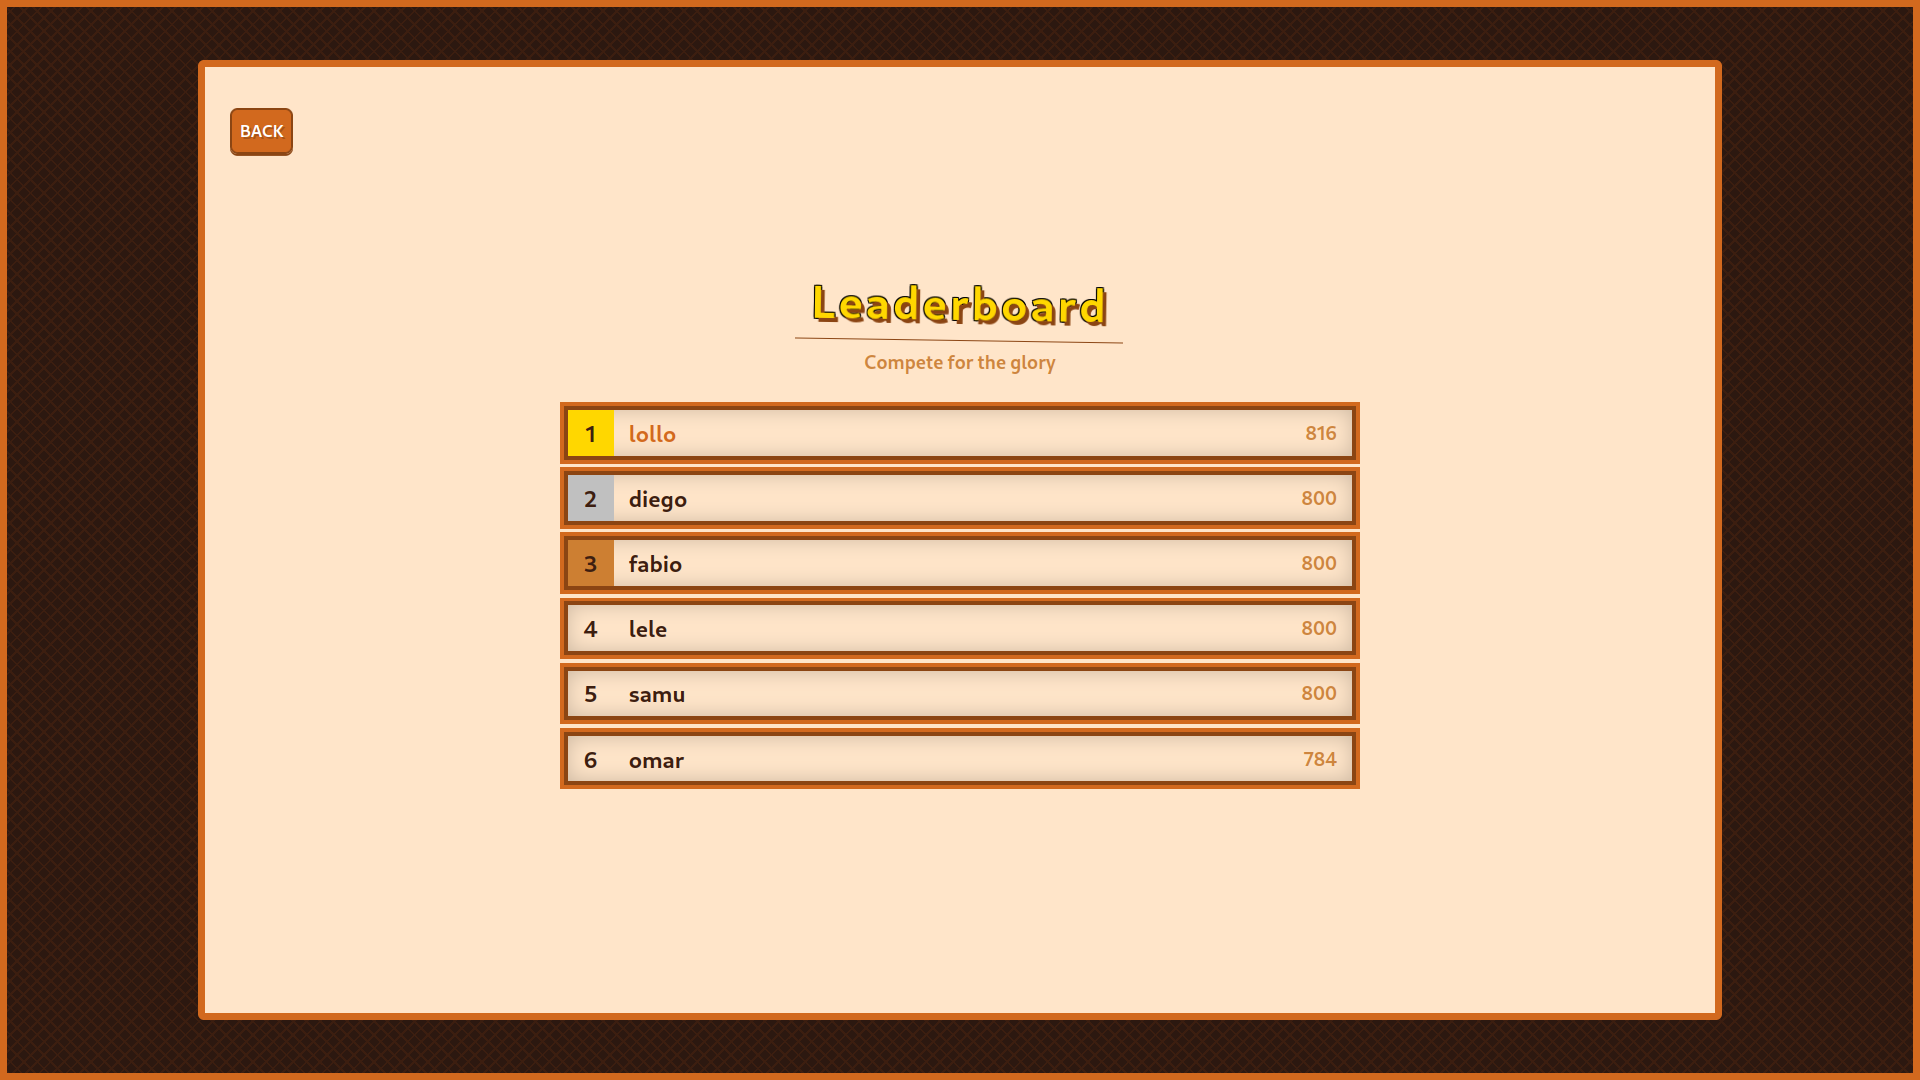 BACK
Leaderboard
Compete for the glory
1 lollo 816
2 diego 800
3 fabio 800
4 lele 800
5 samu 800
6 omar 784